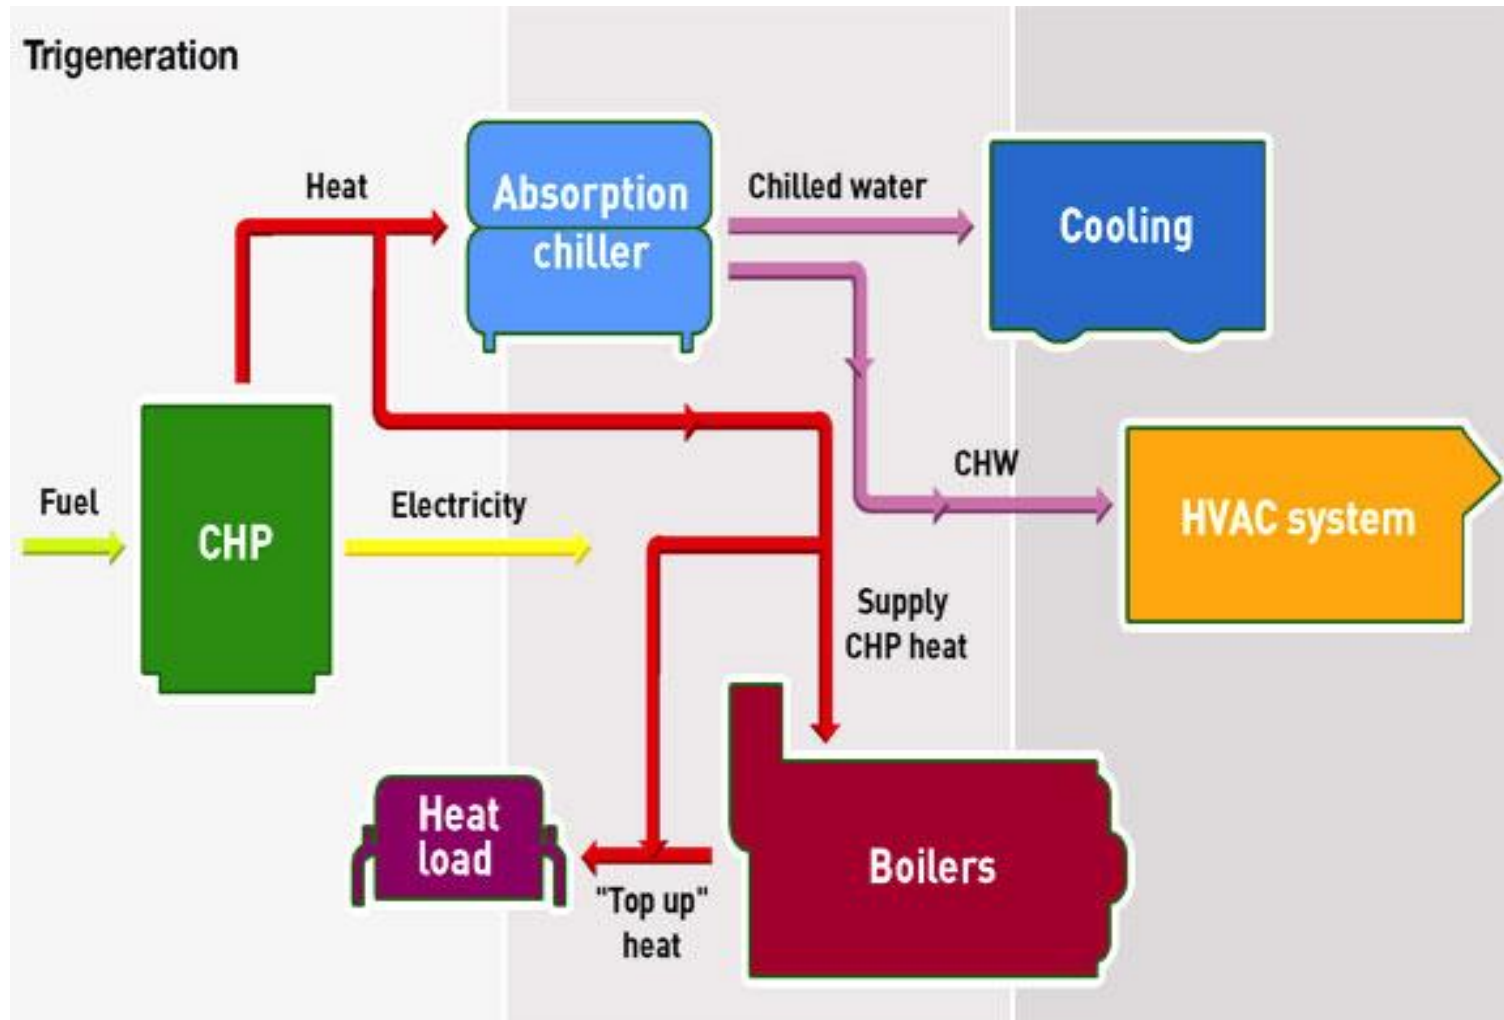 Trigeneration
Heat
Absorption
chiller
Chilled water
Cooling
Fuel
CHP
Electricity
CHW
HVAC system
Supply
CHP heat
Heat
load
"Top up"
heat
Boilers